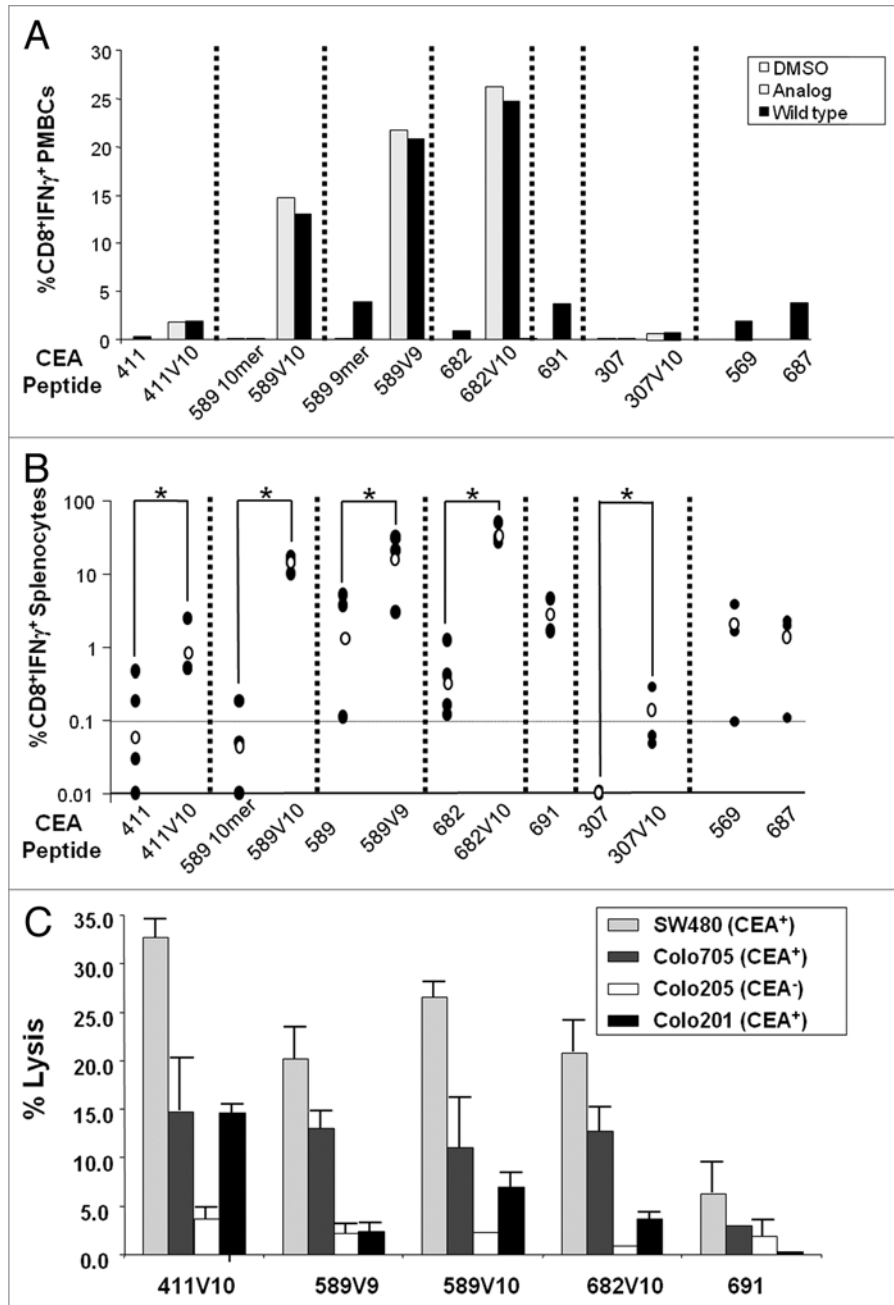 A
%CD8+IFN-γ+ PMBCs
30
25
20
15
10
5
0
DMSO
Analog
Wild type
CEA Peptide
411
411V10
589 10mer
589V10
589 9mer
589V9
682
682V10
691
307
307V10
569
687
B
%CD8+IFNγ+ Splenocytes
100
10
1
0.1
0.01
*
*
*
*
*
CEA Peptide
411
411V10
589 10mer
589V10
589
589V9
682
682V10
691
307
307V10
569
687
C
% Lysis
35.0
30.0
25.0
20.0
15.0
10.0
5.0
0.0
SW480 (CEA+)
Colo705 (CEA+)
Colo205 (CEA-)
Colo201 (CEA+)
411V10
589V9
589V10
682V10
691